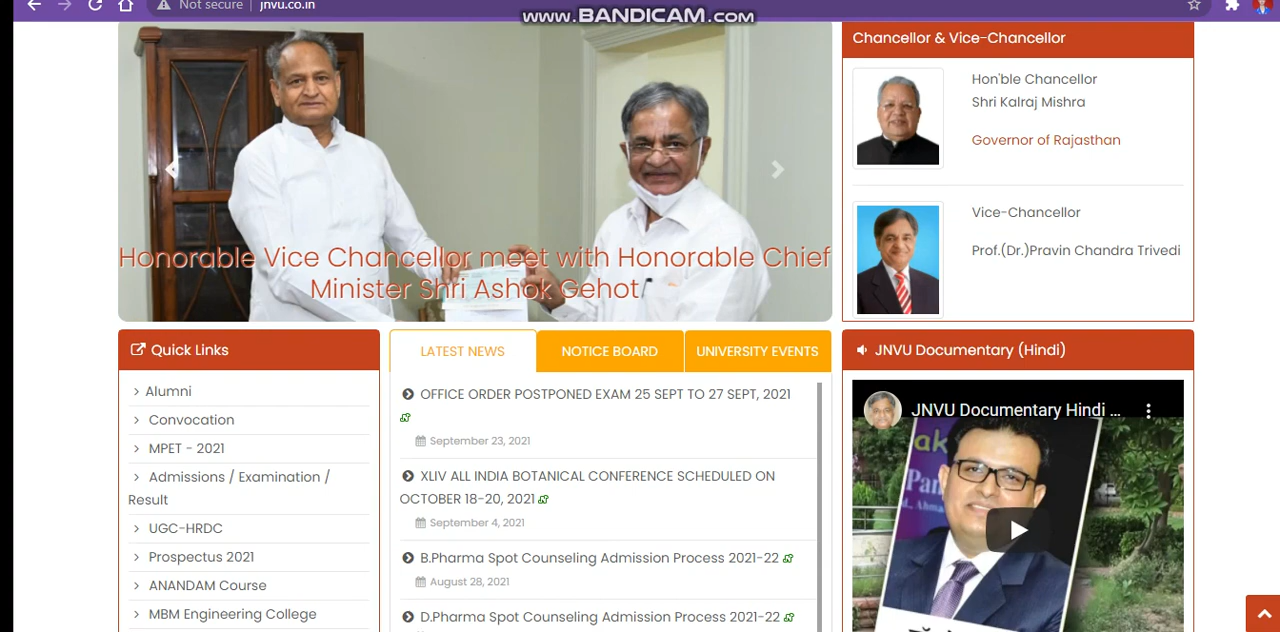 Not secure | jnvu.co.in
www.BANDICAM.com
Honorable Vice Chancellor meet with Honorable Chief
Minister Shri Ashok Gehot
Chancellor & Vice-Chancellor
Hon'ble Chancellor
Shri Kalraj Mishra
Governor of Rajasthan
Vice-Chancellor
Prof.(Dr.)Pravin Chandra Trivedi
Quick Links
Alumni
Convocation
MPET - 2021
Admissions / Examination /
Result
UGC-HRDC
Prospectus 2021
ANANDAM Course
MBM Engineering College
LATEST NEWS
NOTICE BOARD
UNIVERSITY EVENTS
OFFICE ORDER POSTPONED EXAM 25 SEPT TO 27 SEPT, 2021
September 23, 2021
XLIV ALL INDIA BOTANICAL CONFERENCE SCHEDULED ON
OCTOBER 18-20, 2021
September 4, 2021
B.Pharma Spot Counseling Admission Process 2021-22
August 28, 2021
D.Pharma Spot Counseling Admission Process 2021-22
JNVU Documentary (Hindi)
JNVU Documentary Hindi ...